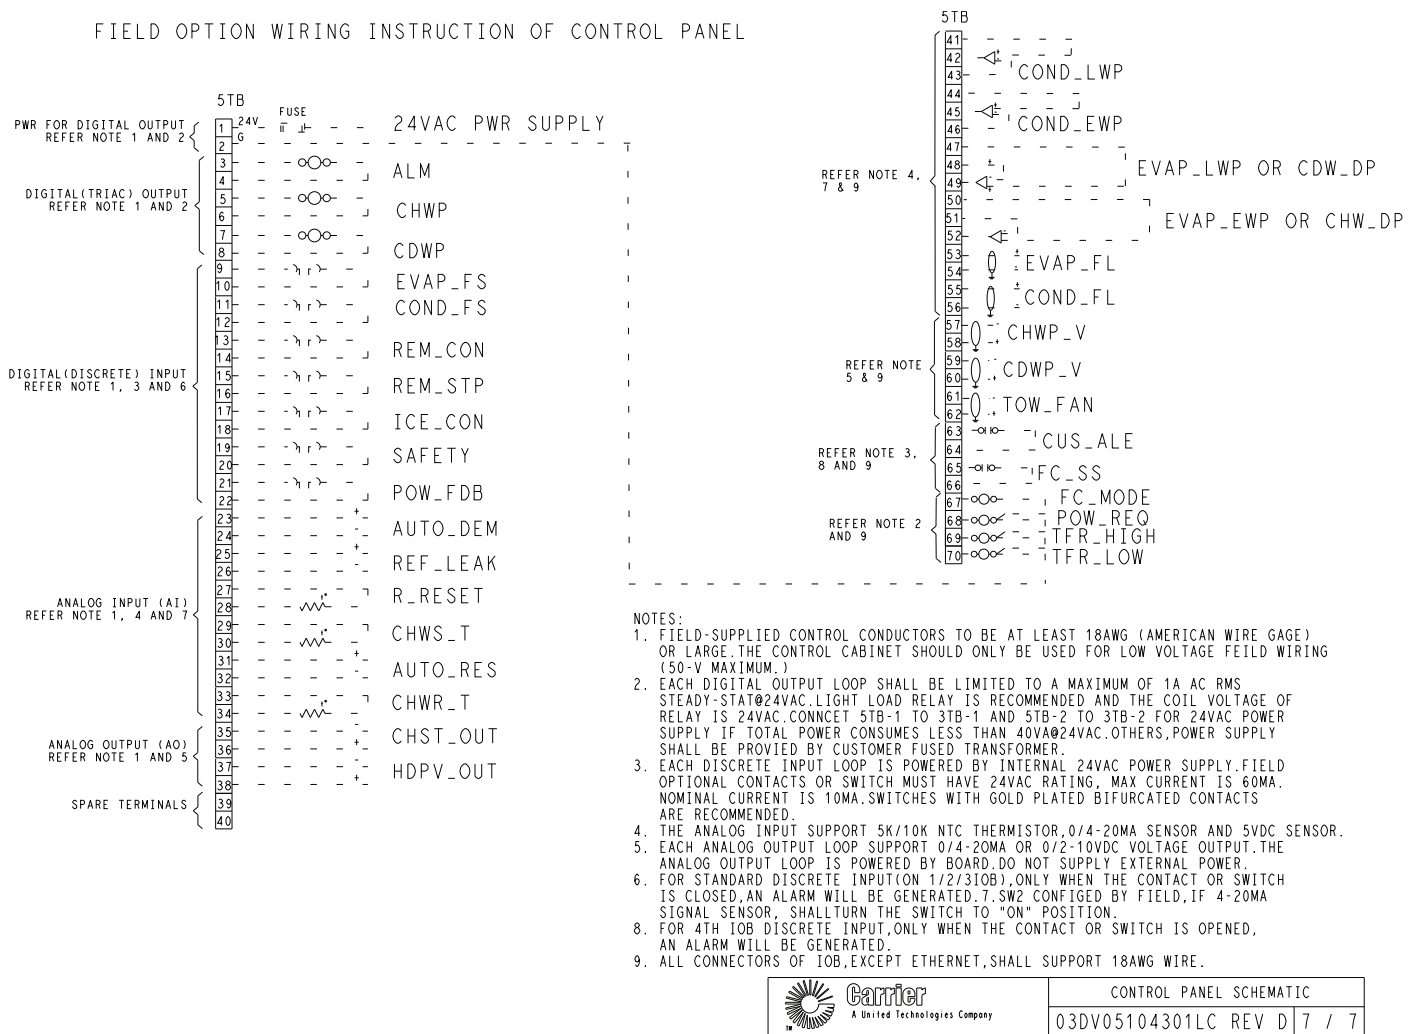 FIELD OPTION WIRING INSTRUCTION OF CONTROL PANEL
5TB
FUSE
PWR FOR DIGITAL OUTPUT
REFER NOTE 1 AND 2
1
24V
24VAC PWR SUPPLY
2
G
DIGITAL(TRIAC) OUTPUT
REFER NOTE 1 AND 2
3
ALM
4
5
CHWP
6
7
CDWP
8
DIGITAL(DISCRETE) INPUT
REFER NOTE 1, 3 AND 6
9
EVAP_FS
10
11
COND_FS
12
13
REM_CON
14
15
REM_STP
16
17
ICE_CON
18
19
SAFETY
20
21
POW_FDB
22
ANALOG INPUT (AI)
REFER NOTE 1, 4 AND 7
23
+
AUTO_DEM
24
-
25
+
REF_LEAK
26
-
27
R_RESET
28
29
CHWS_T
30
31
+
AUTO_RES
32
-
33
CHWR_T
34
ANALOG OUTPUT (AO)
REFER NOTE 1 AND 5
35
-
CHST_OUT
36
+
37
-
HDPV_OUT
38
+
SPARE TERMINALS
39
40
5TB
REFER NOTE 4,
7 & 9
41
42
COND_LWP
43
44
45
COND_EWP
46
47
48
EVAP_LWP OR CDW_DP
49
50
51
EVAP_EWP OR CHW_DP
52
53
EVAP_FL
54
55
COND_FL
56
REFER NOTE
5 & 9
57
CHWP_V
58
59
CDWP_V
60
61
TOW_FAN
62
REFER NOTE 3,
8 AND 9
63
CUS_ALE
64
65
FC_SS
66
REFER NOTE 2
AND 9
67
FC_MODE
68
POW_REQ
69
TFR_HIGH
70
TFR_LOW
NOTES:
1. FIELD-SUPPLIED CONTROL CONDUCTORS TO BE AT LEAST 18AWG (AMERICAN WIRE GAGE)
OR LARGE.THE CONTROL CABINET SHOULD ONLY BE USED FOR LOW VOLTAGE FEILD WIRING
(50-V MAXIMUM.)
2. EACH DIGITAL OUTPUT LOOP SHALL BE LIMITED TO A MAXIMUM OF 1A AC RMS
STEADY-STAT@24VAC.LIGHT LOAD RELAY IS RECOMMENDED AND THE COIL VOLTAGE OF
RELAY IS 24VAC.CONNCET 5TB-1 TO 3TB-1 AND 5TB-2 TO 3TB-2 FOR 24VAC POWER
SUPPLY IF TOTAL POWER CONSUMES LESS THAN 40VA@24VAC.OTHERS,POWER SUPPLY
SHALL BE PROVIED BY CUSTOMER FUSED TRANSFORMER.
3. EACH DISCRETE INPUT LOOP IS POWERED BY INTERNAL 24VAC POWER SUPPLY.FIELD
OPTIONAL CONTACTS OR SWITCH MUST HAVE 24VAC RATING, MAX CURRENT IS 60MA.
NOMINAL CURRENT IS 10MA.SWITCHES WITH GOLD PLATED BIFURCATED CONTACTS
ARE RECOMMENDED.
4. THE ANALOG INPUT SUPPORT 5K/10K NTC THERMISTOR,0/4-20MA SENSOR AND 5VDC SENSOR.
5. EACH ANALOG OUTPUT LOOP SUPPORT 0/4-20MA OR 0/2-10VDC VOLTAGE OUTPUT.THE
ANALOG OUTPUT LOOP IS POWERED BY BOARD.DO NOT SUPPLY EXTERNAL POWER.
6. FOR STANDARD DISCRETE INPUT(ON 1/2/3IOB),ONLY WHEN THE CONTACT OR SWITCH
IS CLOSED,AN ALARM WILL BE GENERATED.7.SW2 CONFIGED BY FIELD,IF 4-20MA
SIGNAL SENSOR, SHALLTURN THE SWITCH TO "ON" POSITION.
8. FOR 4TH IOB DISCRETE INPUT,ONLY WHEN THE CONTACT OR SWITCH IS OPENED,
AN ALARM WILL BE GENERATED.
9. ALL CONNECTORS OF IOB,EXCEPT ETHERNET,SHALL SUPPORT 18AWG WIRE.
Carrier
A United Technologies Company
TM
CONTROL PANEL SCHEMATIC
03DV05104301LC REV D 7 / 7